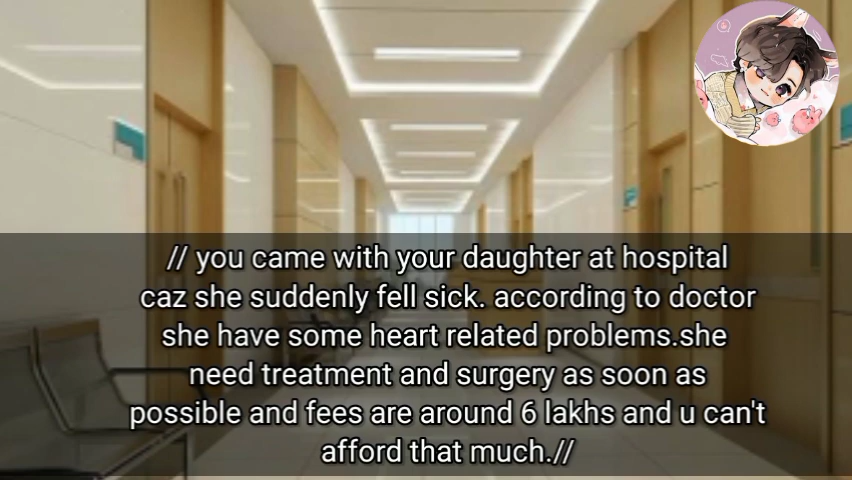 // you came with your daughter at hospital
caz she suddenly fell sick. according to doctor
she have some heart related problems.she
need treatment and surgery as soon as
possible and fees are around 6 lakhs and u can't
afford that much.//